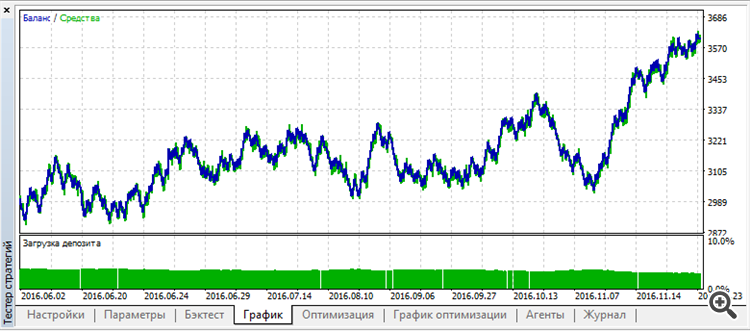 Баланс / Средства
3686
3570
3453
3337
3221
3105
2989
2872
Загрузка депозита
10.0%
0.0%
2016.06.02 2016.06.20 2016.06.24 2016.06.29 2016.07.14 2016.08.10 2016.09.06 2016.09.27 2016.10.13 2016.11.07 2016.11.14 20 23
Тестер стратегий
Настройки Параметры Бэктест График Оптимизация График оптимизации Агенты Журнал